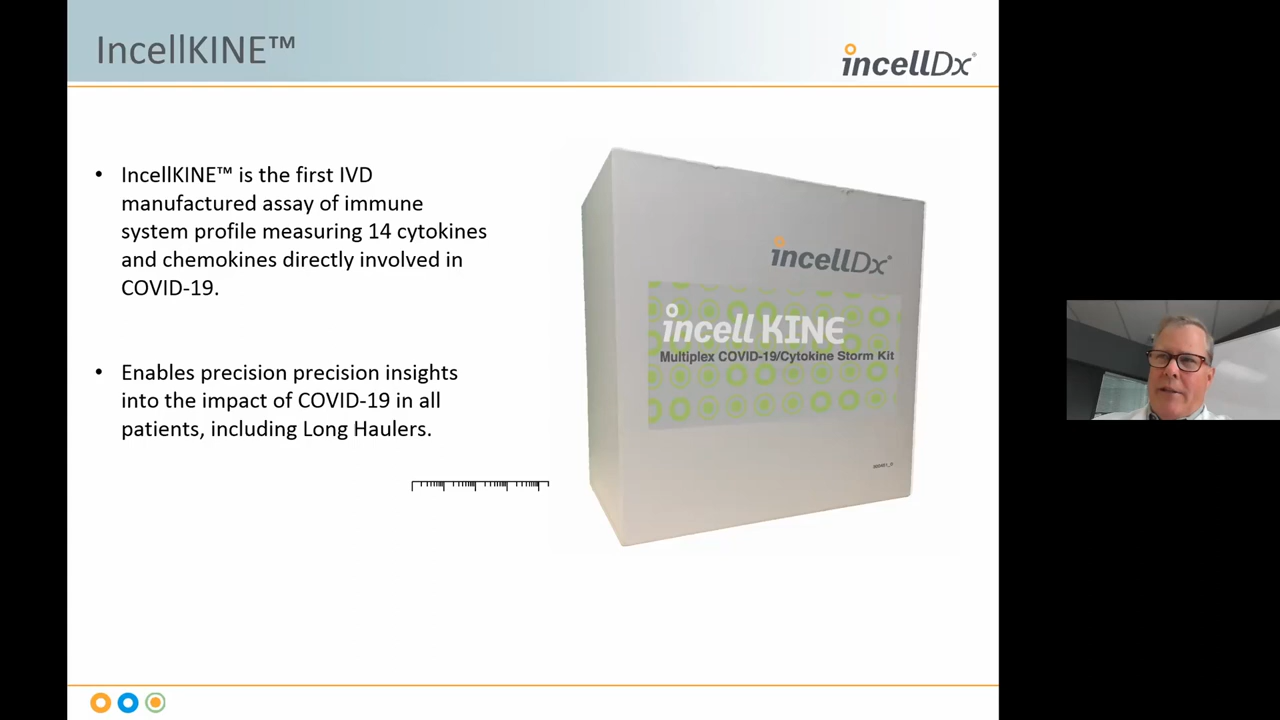 IncellKINE™
incellDx®
• IncellKINE™ is the first IVD
manufactured assay of immune
system profile measuring 14 cytokines
and chemokines directly involved in
COVID-19.
• Enables precision precision insights
into the impact of COVID-19 in all
patients, including Long Haulers.
incellDx®
incell KINE
Multiplex COVID-19/Cytokine Storm Kit